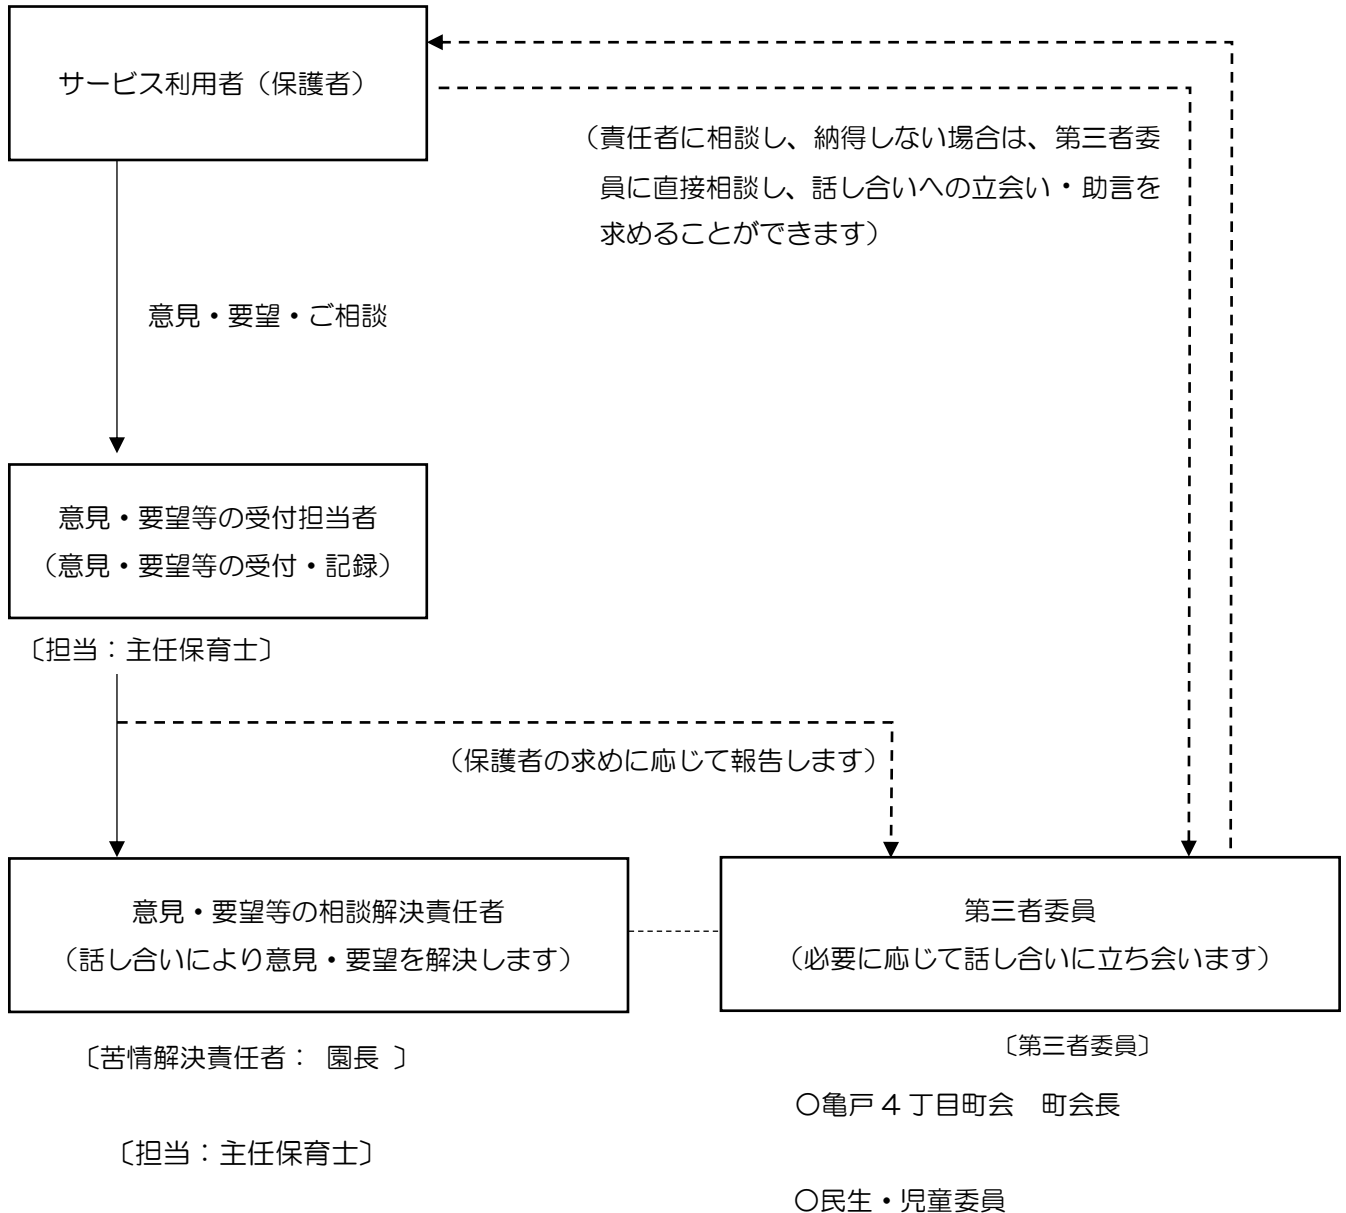 サービス利用者（保護者）
（責任者に相談し、納得しない場合は、第三者委
員に直接相談し、話し合いへの立会い・助言を
求めることができます）
意見・要望・ご相談
意見・要望等の受付担当者
（意見・要望等の受付・記録）
〔担当：主任保育士〕
（保護者の求めに応じて報告します）
意見・要望等の相談解決責任者
（話し合いにより意見・要望を解決します）
第三者委員
（必要に応じて話し合いに立ち会います）
〔苦情解決責任者： 園長 〕
〔担当：主任保育士〕
〔第三者委員〕
○亀戸４丁目町会　町会長
○民生・児童委員